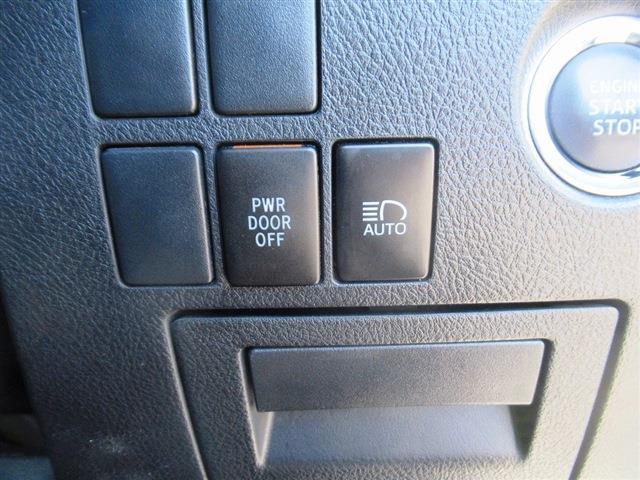 ENGINE
START
STOP
PWR
DOOR
OFF
AUTO